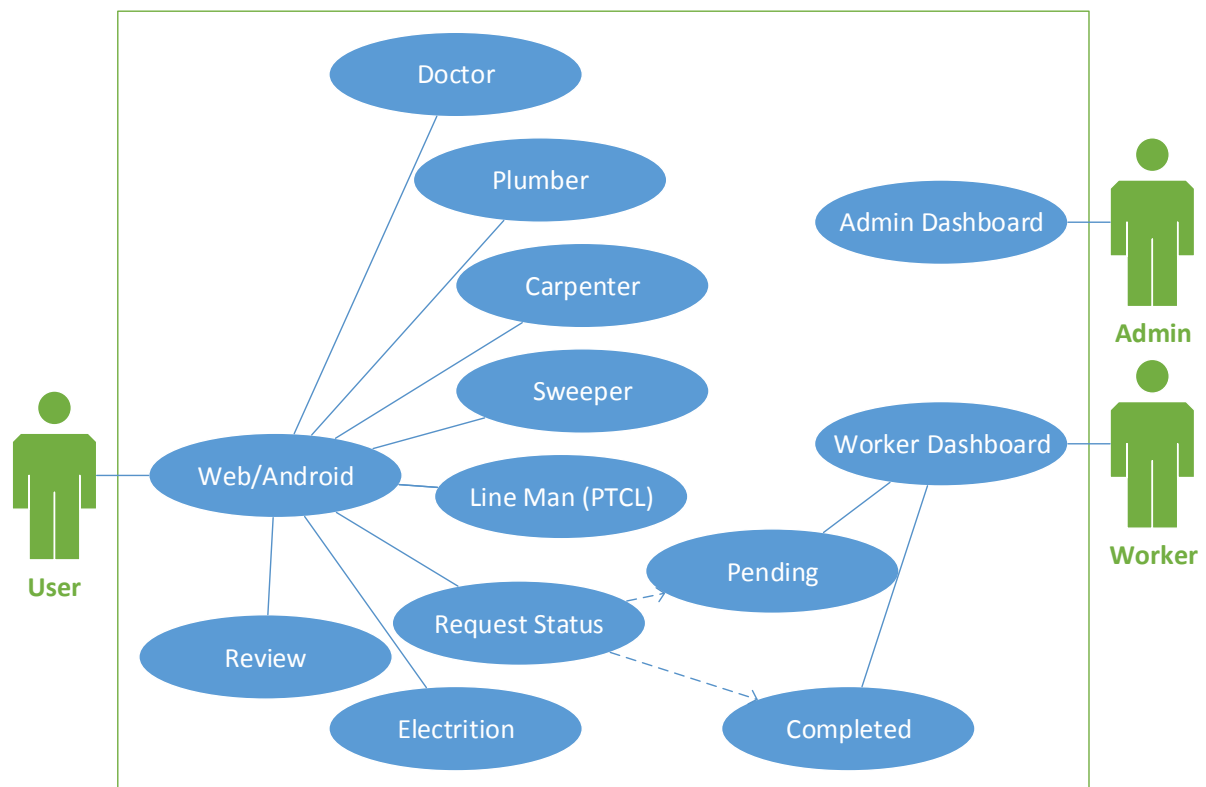 Doctor
Plumber
Admin Dashboard
Carpenter
Admin
Sweeper
Worker Dashboard
Web/Android
Line Man (PTCL)
Worker
User
Pending
Request Status
Review
Electrition
Completed